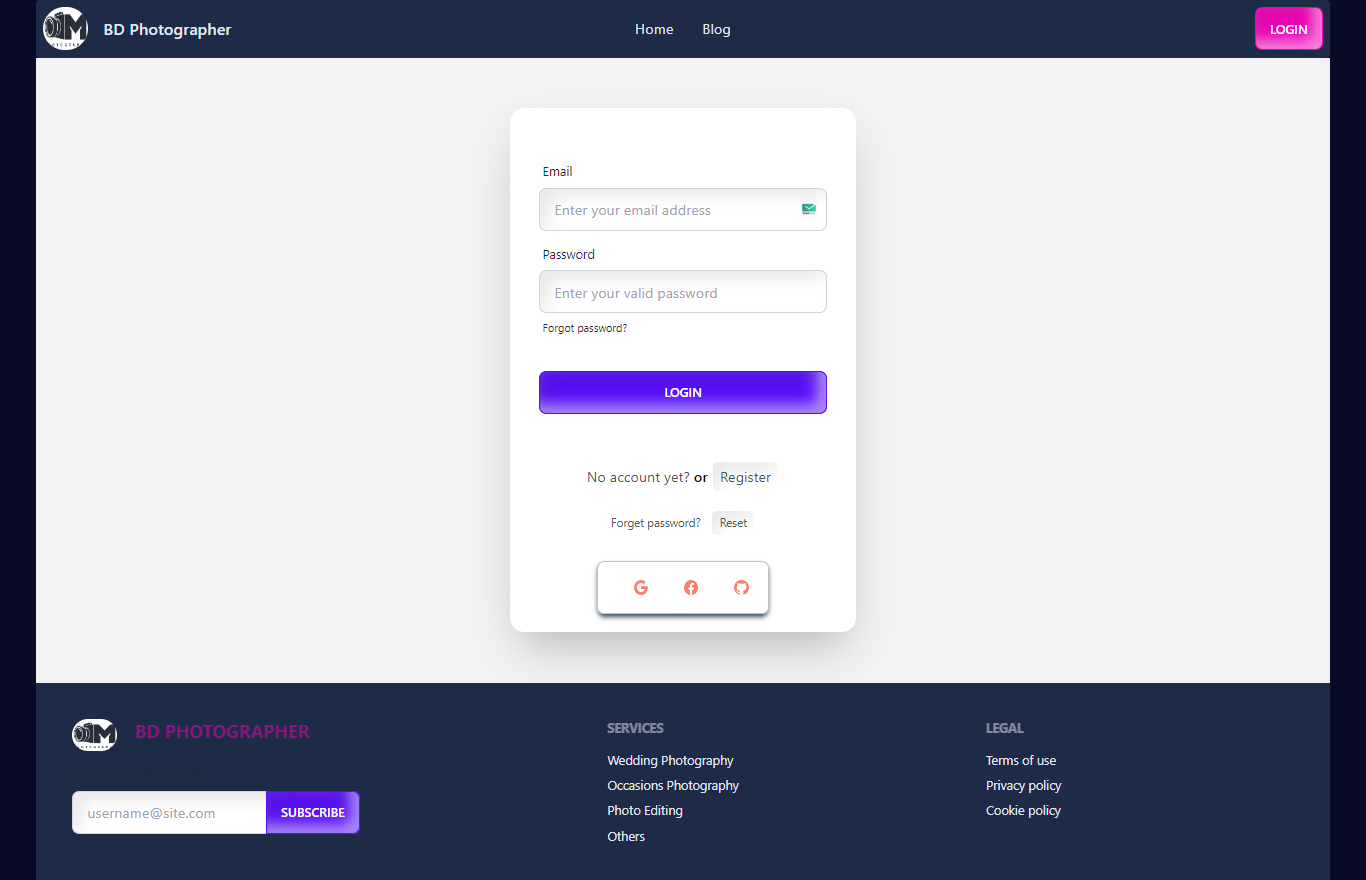 BD Photographer
Home
Blog
LOGIN
Email
Enter your email address
Password
Enter your valid password
Forgot password?
LOGIN
No account yet? or Register
Forget password? Reset
BD PHOTOGRAPHER
username@site.com
SUBSCRIBE
SERVICES
Wedding Photography
Occasions Photography
Photo Editing
Others
LEGAL
Terms of use
Privacy policy
Cookie policy